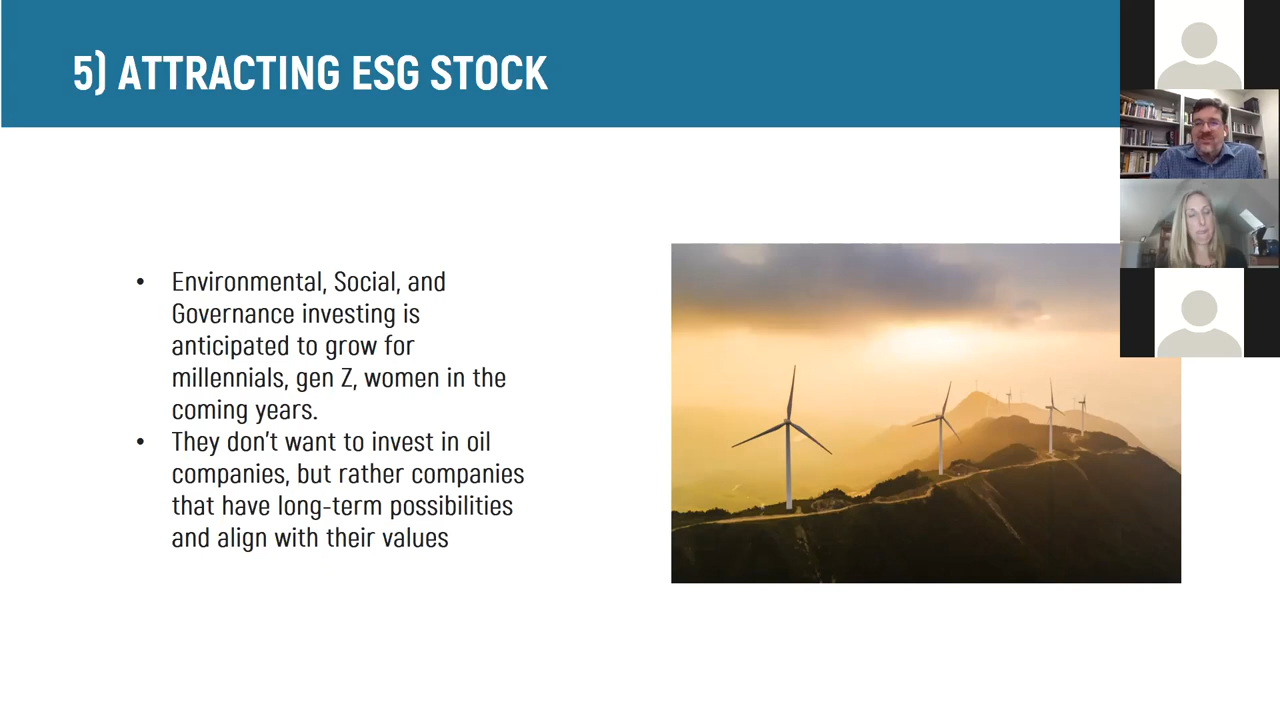 5) ATTRACTING ESG STOCK
• Environmental, Social, and
Governance investing is
anticipated to grow for
millennials, gen Z, women in the
coming years.
• They don't want to invest in oil
companies, but rather companies
that have long-term possibilities
and align with their values